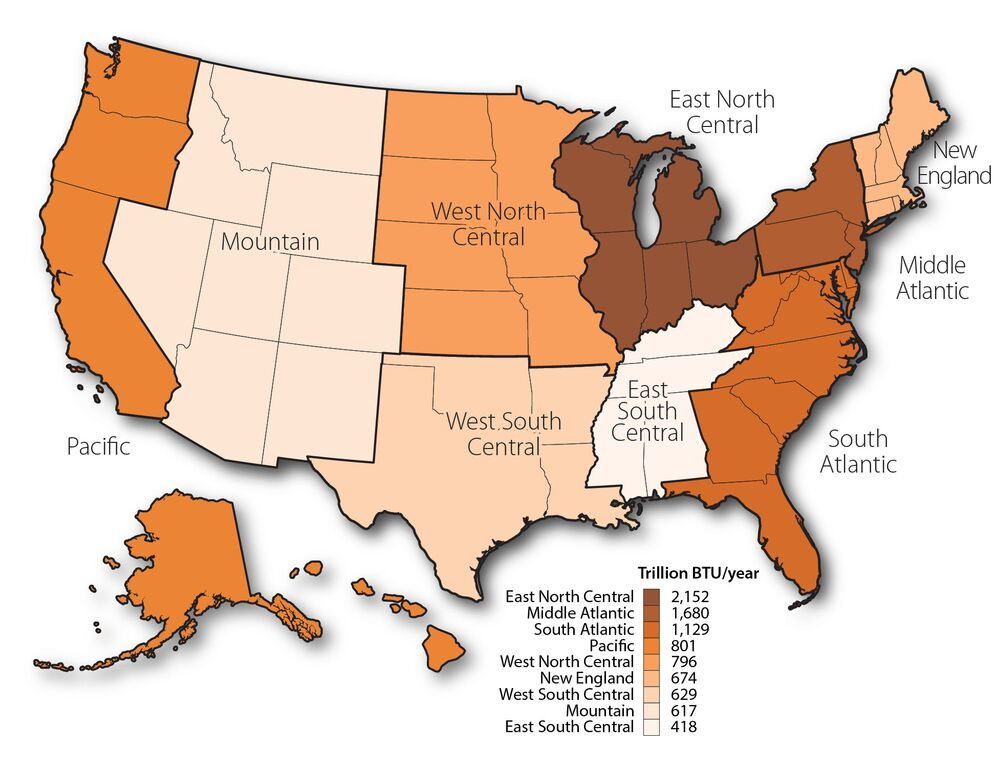 East North
Central
New
England
West North
Central
Mountain
Middle
Atlantic
East
South
Central
West South
Central
Pacific
South
Atlantic
Trillion BTU/year
East North Central 2,152
Middle Atlantic 1,680
South Atlantic 1,129
Pacific 801
West North Central 796
New England 674
West South Central 629
Mountain 617
East South Central 418